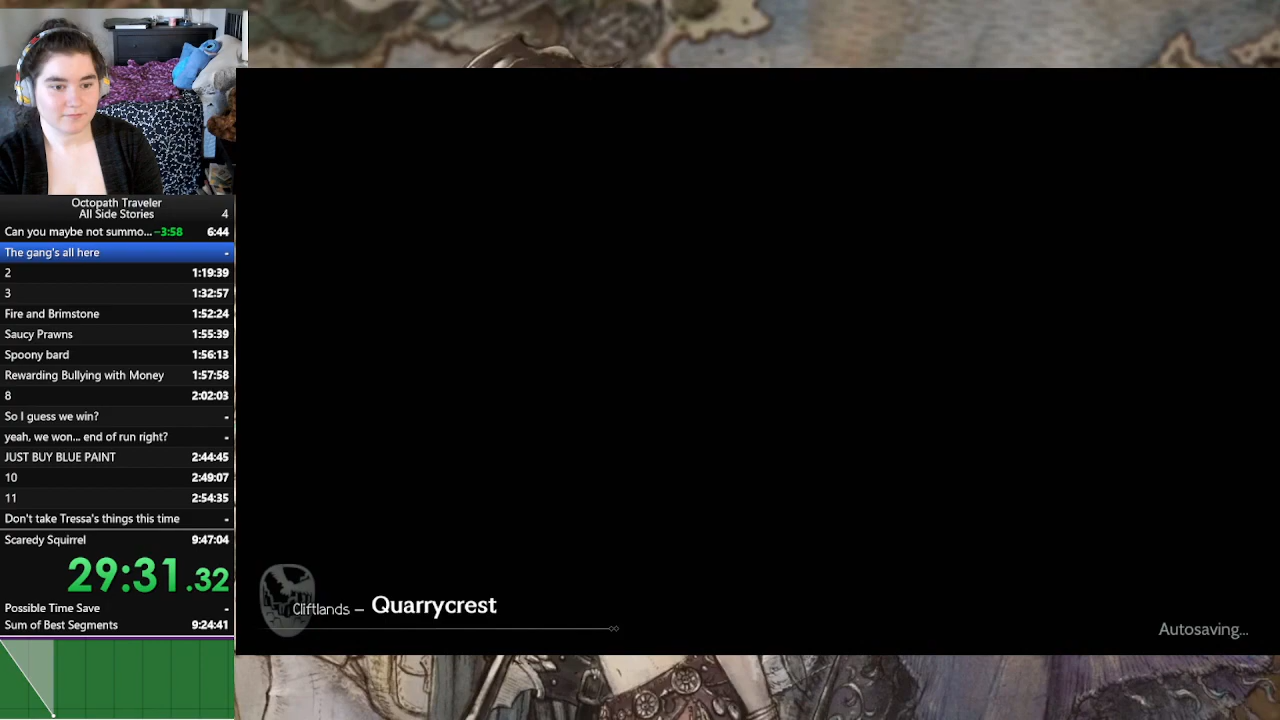 Octopath Traveler
All Side Stories 4
Can you maybe not summo... −3:58 6:44
The gang's all here -
2 1:19:39
3 1:32:57
Fire and Brimstone 1:52:24
Saucy Prawns 1:55:39
Spoony bard 1:56:13
Rewarding Bullying with Money 1:57:58
8 2:02:03
So I guess we win? -
yeah, we won... end of run right? -
JUST BUY BLUE PAINT 2:44:45
10 2:49:07
11 2:54:35
Don't take Tressa's things this time -
Scaredy Squirrel 9:47:04
29:31.32
Possible Time Save -
Sum of Best Segments 9:24:41
Cliftlands – Quarrycrest
Autosaving...